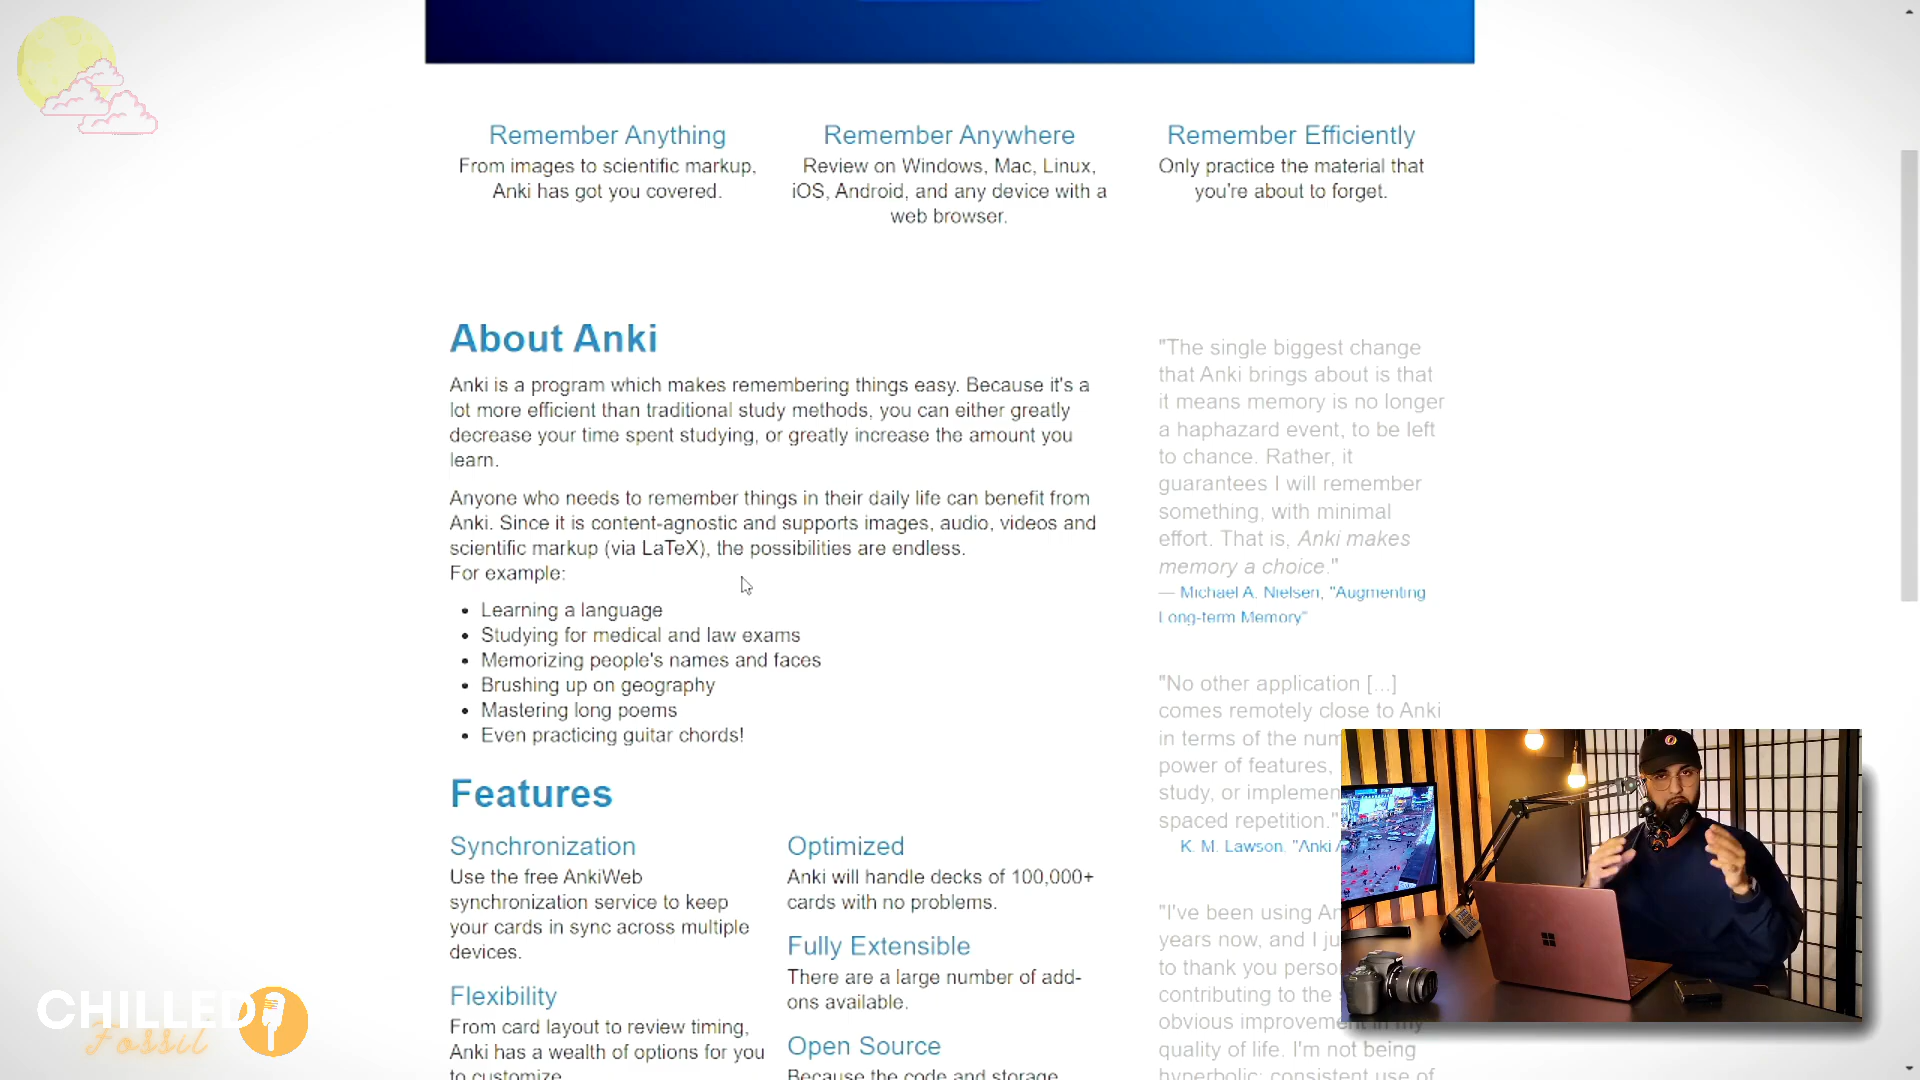 Remember Anything
From images to scientific markup,
Anki has got you covered.
Remember Anywhere
Review on Windows, Mac, Linux,
iOS, Android, and any device with a
web browser.
Remember Efficiently
Only practice the material that
you're about to forget.
About Anki
Anki is a program which makes remembering things easy. Because it's a
lot more efficient than traditional study methods, you can either greatly
decrease your time spent studying, or greatly increase the amount you
learn.
Anyone who needs to remember things in their daily life can benefit from
Anki. Since it is content-agnostic and supports images, audio, videos and
scientific markup (via LaTeX), the possibilities are endless.
For example:
• Learning a language
• Studying for medical and law exams
• Memorizing people's names and faces
• Brushing up on geography
• Mastering long poems
• Even practicing guitar chords!
Features
Synchronization
Use the free AnkiWeb
synchronization service to keep
your cards in sync across multiple
devices.
Flexibility
From card layout to review timing,
Anki has a wealth of options for you
to customize
Optimized
Anki will handle decks of 100,000+
cards with no problems.
Fully Extensible
There are a large number of add-
ons available.
Open Source
Because the code and storage
"The single biggest change
that Anki brings about is that
it means memory is no longer
a haphazard event, to be left
to chance. Rather, it
guarantees I will remember
something, with minimal
effort. That is, Anki makes
memory a choice."
— Michael A. Nielsen, "Augmenting
Long-term Memory"
"No other application [...]
comes remotely close to Anki
in terms of the
power of features,
study, or
spaced repetition."
K. M. Lawson, "Anki
"I've been using
years now, and I
to thank you
contributing to the
obvious
quality of life. I'm not being
hyperbolic: consistent use of
CHILLED
Fossil